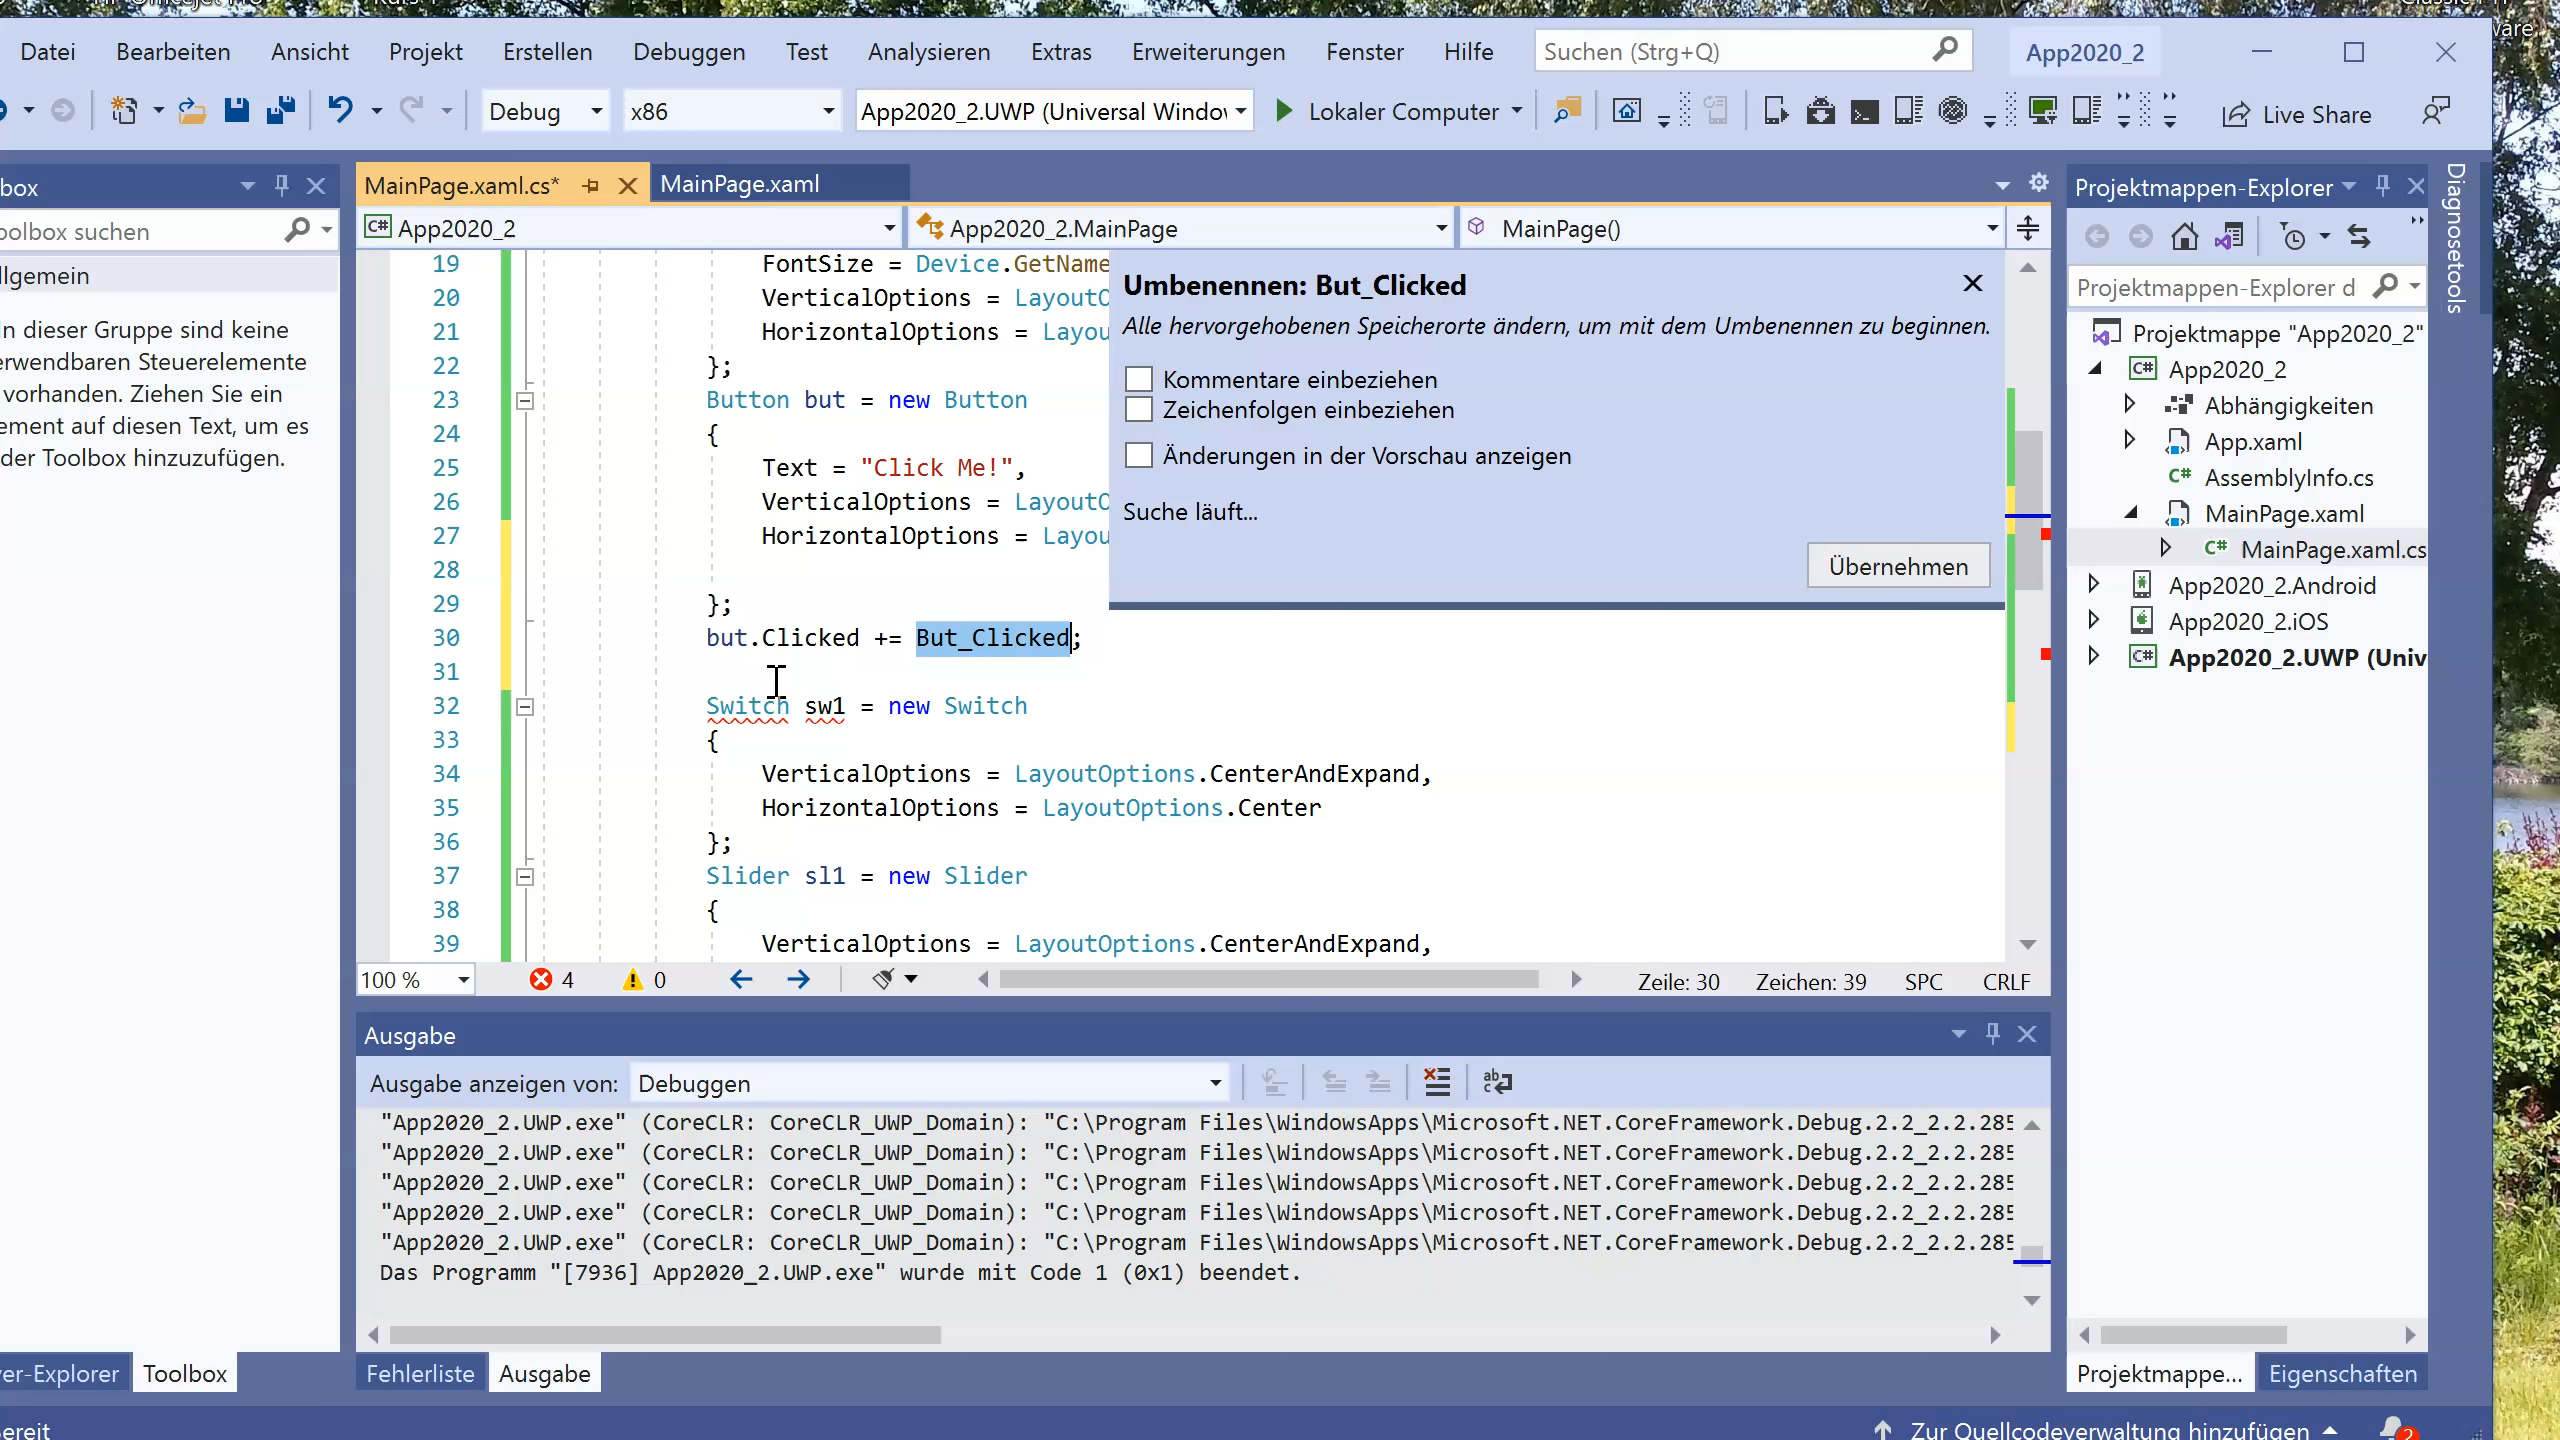 Datei Bearbeiten Ansicht Projekt Erstellen Debuggen Test Analysieren Extras Erweiterungen Fenster Hilfe Suchen (Strg+Q) App2020_2
Debug x86 App2020_2.UWP (Universal Window Lokaler Computer Live Share
MainPage.xaml.cs* MainPage.xaml
App2020_2 App2020_2.MainPage MainPage()
oolbox suchen
llgemein
In dieser Gruppe sind keine
erwendbaren Steuerelemente
vorhanden. Ziehen Sie ein
ement auf diesen Text, um es
der Toolbox hinzuzufügen.
19 FontSize = Device.GetName
20 VerticalOptions = LayoutO
21 HorizontalOptions = Layou
22 };
23 Button but = new Button
24 {
25 Text = "Click Me!",
26 VerticalOptions = LayoutO
27 HorizontalOptions = Layou
28
29 };
30 but.Clicked += But_Clicked;
31
32 Switch sw1 = new Switch
33 {
34 VerticalOptions = LayoutOptions.CenterAndExpand,
35 HorizontalOptions = LayoutOptions.Center
36 };
37 Slider sl1 = new Slider
38 {
39 VerticalOptions = LayoutOptions.CenterAndExpand,
Umbenennen: But_Clicked
Alle hervorgehobenen Speicherorte ändern, um mit dem Umbenennen zu beginnen.
Kommentare einbeziehen
Zeichenfolgen einbeziehen
Änderungen in der Vorschau anzeigen
Suche läuft...
Übernehmen
100 % 4 0 Zeile: 30 Zeichen: 39 SPC CRLF
Ausgabe
Ausgabe anzeigen von: Debuggen
"App2020_2.UWP.exe" (CoreCLR: CoreCLR_UWP_Domain): "C:\Program Files\WindowsApps\Microsoft.NET.CoreFramework.Debug.2.2_2.2.285
"App2020_2.UWP.exe" (CoreCLR: CoreCLR_UWP_Domain): "C:\Program Files\WindowsApps\Microsoft.NET.CoreFramework.Debug.2.2_2.2.285
"App2020_2.UWP.exe" (CoreCLR: CoreCLR_UWP_Domain): "C:\Program Files\WindowsApps\Microsoft.NET.CoreFramework.Debug.2.2_2.2.285
"App2020_2.UWP.exe" (CoreCLR: CoreCLR_UWP_Domain): "C:\Program Files\WindowsApps\Microsoft.NET.CoreFramework.Debug.2.2_2.2.285
"App2020_2.UWP.exe" (CoreCLR: CoreCLR_UWP_Domain): "C:\Program Files\WindowsApps\Microsoft.NET.CoreFramework.Debug.2.2_2.2.285
Das Programm "[7936] App2020_2.UWP.exe" wurde mit Code 1 (0x1) beendet.
Fehlerliste Ausgabe
er-Explorer Toolbox
Projektmappen-Explorer
Projektmappen-Explorer d
Projektmappe "App2020_2"
App2020_2
Abhängigkeiten
App.xaml
AssemblyInfo.cs
MainPage.xaml
MainPage.xaml.cs
App2020_2.Android
App2020_2.iOS
App2020_2.UWP (Univ
Projektmappe... Eigenschaften
Diagnosetools
ereit Zur Quellcodeverwaltung hinzufügen 2